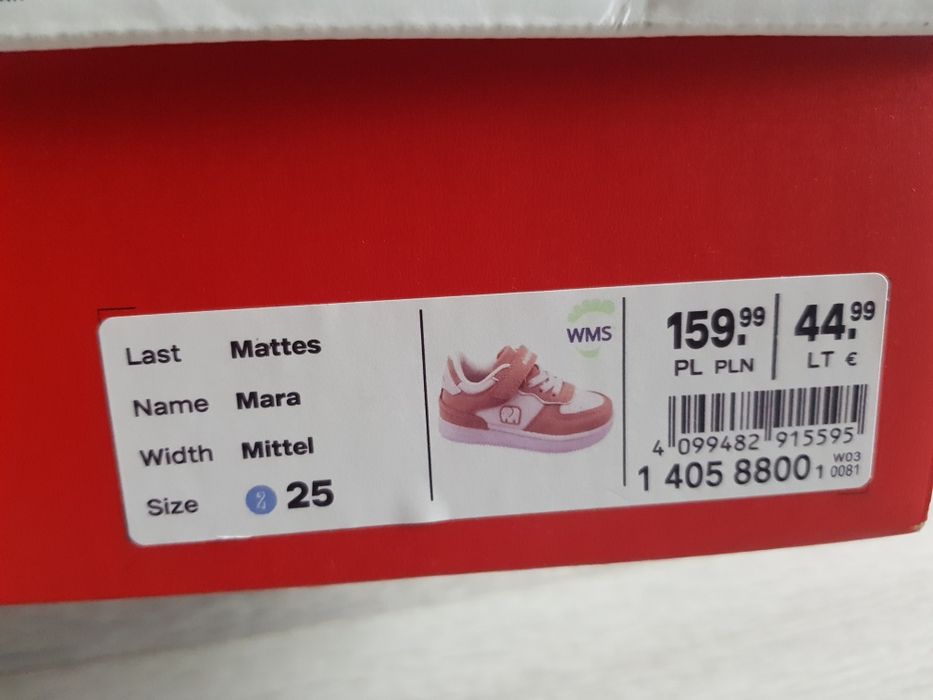 Last Mattes
Name Mara
Width Mittel
Size 25
WMS
159.99
PL PLN
44.99
LT €
4 099482 915595
1 405 8800 1 0081
W03